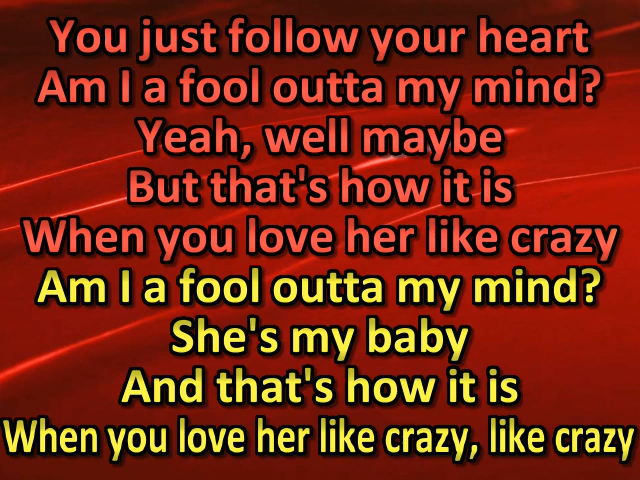 You just follow your heart
Am I a fool outta my mind?
Yeah, well maybe
But that's how it is
When you love her like crazy
Am I a fool outta my mind?
She's my baby
And that's how it is
When you love her like crazy, like crazy